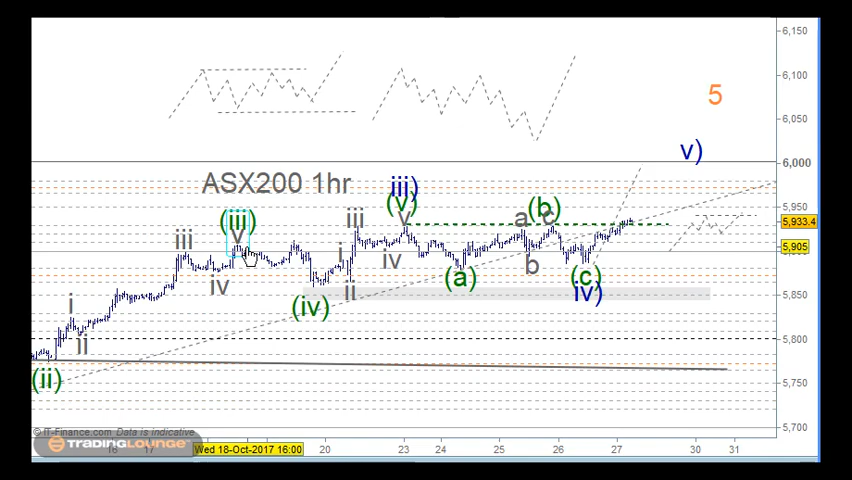 6,150
6,100
5
6,050
v)
6,000
ASX200 1hr
iii)
(v)
(b)
5,950
(iii)
v
iii
v
a
c
5,933.4
iii
i
iv
b
5,905
iv
(a)
(c)
ii
iv)
i
(iv)
5,850
ii
5,800
(ii)
5,750
5,700
© IT-Finance.com Data is indicative
TRADINGLOUNGE
16
17
Wed 18-Oct-2017 16:00
20
23
24
25
26
27
30
31